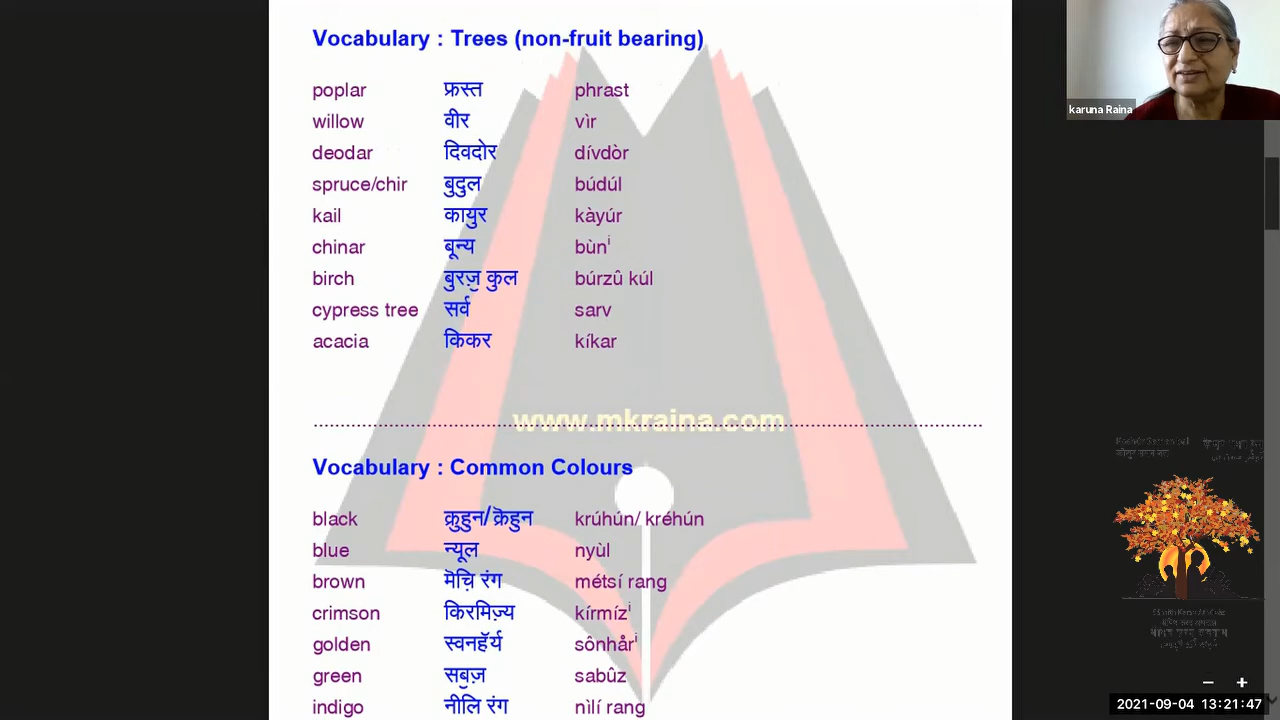 Vocabulary : Trees (non-fruit bearing)
poplar फ्रस्त phrast
willow वीर vìr
deodar दिवदोर dívdòr
spruce/chir बुदुल búdúl
kail कायुर kàyúr
chinar बून्य bùnⁱ
birch बुरज़ॖ कुल búrzû kúl
cypress tree सर्व sarv
acacia किकर kíkar
www.mkraina.com
Vocabulary : Common Colours
black क्रुहुन/क्रॆहुन krúhún/ kréhún
blue न्यूल nyùl
brown मॆच़ि रंग métsí rang
crimson किरमिज़्य kírmízⁱ
golden स्वनहॅर्य sônhårⁱ
green सबॖज़ sabûz
indigo नीलि रंग nìlí rang
karuna Raina
2021-09-04 13:21:47